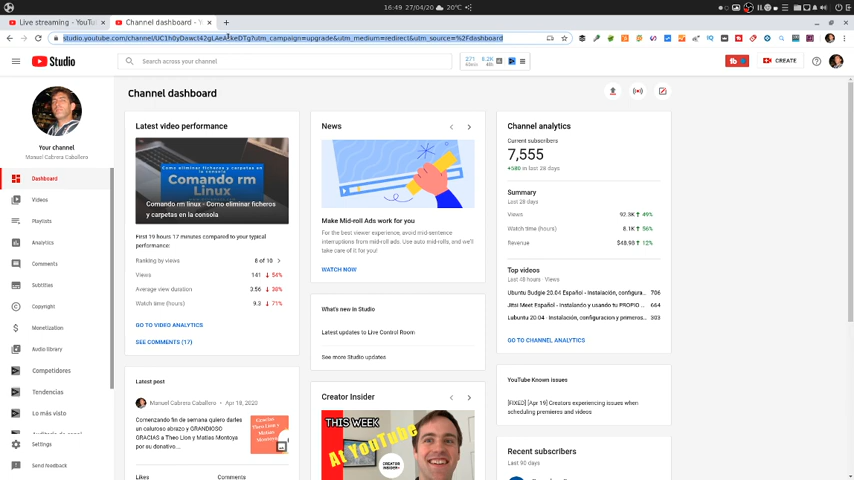 16:49 27/04/20 20°C
Live streaming - YouTub
Channel dashboard -
Studio
Search across your channel
271
8.2K
CREATE
Channel dashboard
Your channel
Manuel Cabrera Caballero
Dashboard
Videos
Playlists
Analytics
Comments
Subtitles
Copyright
Monetization
Audio library
Competidores
Tendencias
Lo más visto
Settings
Send feedback
Latest video performance
Como eliminar ficheros y carpetas en la consola
Comando rm
Linux
Comando rm linux - Como eliminar ficheros
y carpetas en la consola
First 19 hours 17 minutes compared to your typical
performance:
Ranking by views 8 of 10
Views 141 54%
Average view duration 3:56 30%
Watch time (hours) 9.3 71%
GO TO VIDEO ANALYTICS
SEE COMMENTS (17)
Latest post
Manuel Cabrera Caballero • Apr 18, 2020
Comenzando fin de semana quiero darles
un caluroso abrazo y GRANDIOSO
GRACIAS a Theo Lion y Matias Montoya
por su donativo...
Likes Comments
News
Make Mid-roll Ads work for you
For the best viewer experience, avoid mid-sentence
interruptions from mid-roll ads. Use auto mid-rolls, and we'll
take care of it for you!
WATCH NOW
What's new in Studio
Latest updates to Live Control Room
See more Studio updates
Creator Insider
THIS WEEK
At YouTube
CREATOR
INSIDER
Channel analytics
Current subscribers
7,555
+580 in last 28 days
Summary
Last 28 days
Views 92.3K 49%
Watch time (hours) 8.1K 56%
Revenue $48.98 12%
Top videos
Last 48 hours · Views
Ubuntu Budgie 20.04 Español - Instalación, configura... 706
Jitsi Meet Español - Instalando y usando tu PROPIO ... 664
Lubuntu 20.04 - Instalación, configuracion y primeros... 303
GO TO CHANNEL ANALYTICS
YouTube Known issues
[FIXED] [Apr 19] Creators experiencing issues when
scheduling premieres and videos
Recent subscribers
Last 90 days